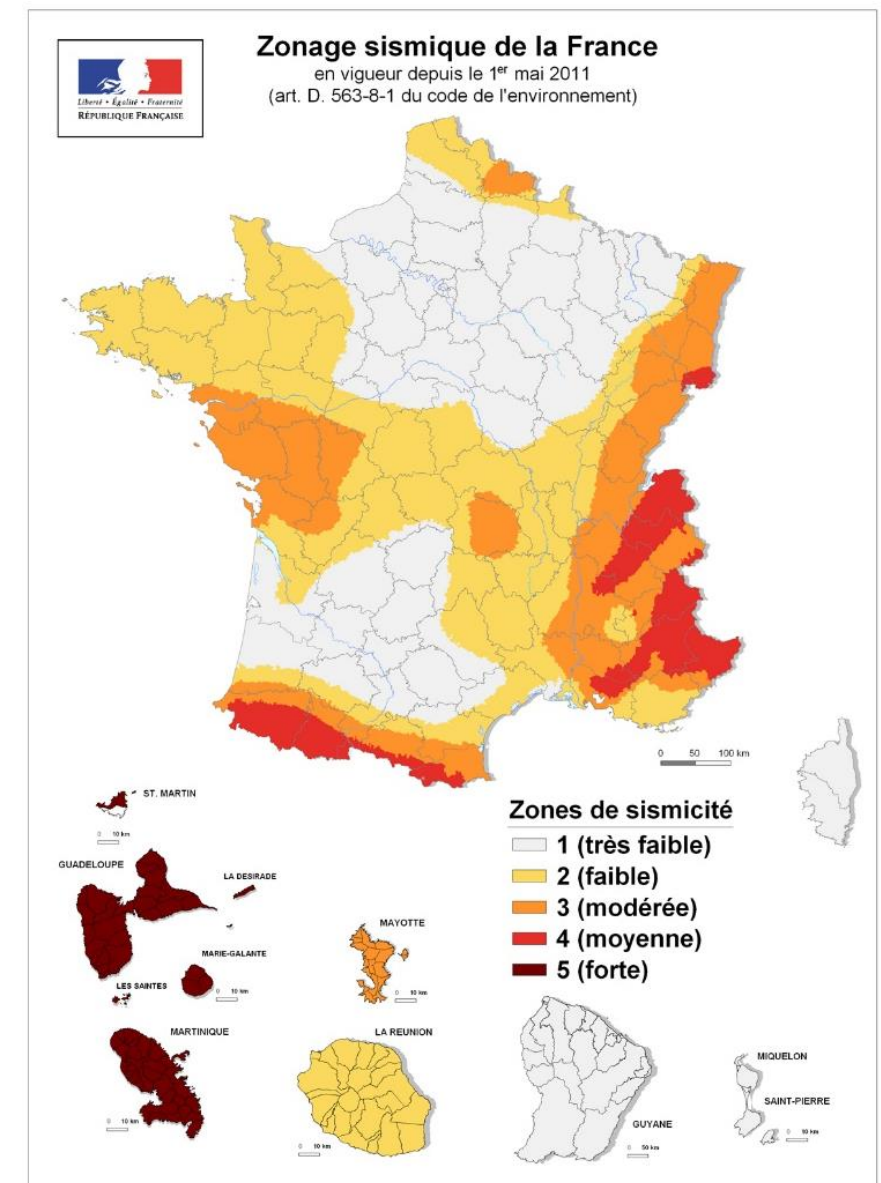 Zonage sismique de la France
en vigueur depuis le 1er mai 2011
(art. D. 563-8-1 du code de l'environnement)
Liberté • Égalité • Fraternité
RÉPUBLIQUE FRANÇAISE
0 50 100 km
ST. MARTIN
0 10 km
GUADELOUPE
LA DESIRADE
MARIE-GALANTE
0 10 km
LES SAINTES
MARTINIQUE
0 10 km
MAYOTTE
0 10 km
LA REUNION
0 10 km
Zones de sismicité
1 (très faible)
2 (faible)
3 (modérée)
4 (moyenne)
5 (forte)
GUYANE
0 50 km
MIQUELON
SAINT-PIERRE
0 10 km